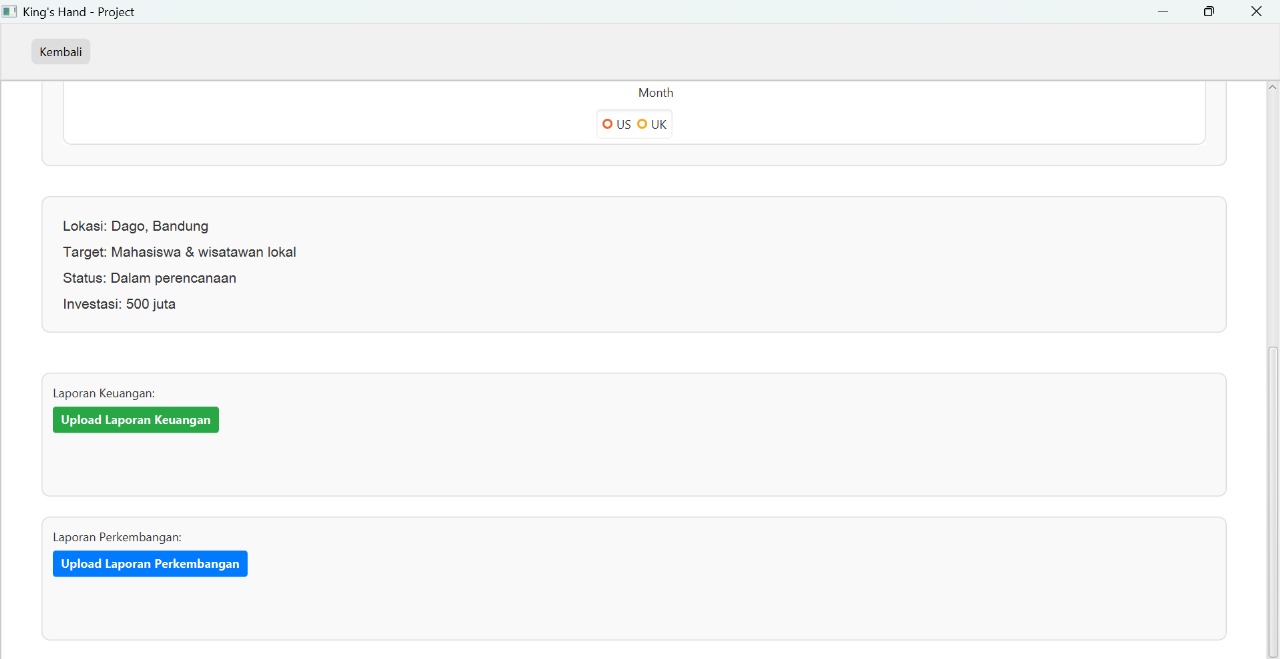 King's Hand - Project
Kembali
Month
US UK
Lokasi: Dago, Bandung
Target: Mahasiswa & wisatawan lokal
Status: Dalam perencanaan
Investasi: 500 juta
Laporan Keuangan:
Upload Laporan Keuangan
Laporan Perkembangan:
Upload Laporan Perkembangan